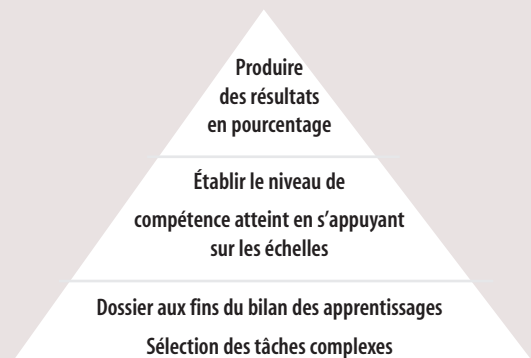 Produire
des résultats
en pourcentage
Établir le niveau de
compétence atteint en s'appuyant
sur les échelles
Dossier aux fins du bilan des apprentissages
Sélection des tâches complexes